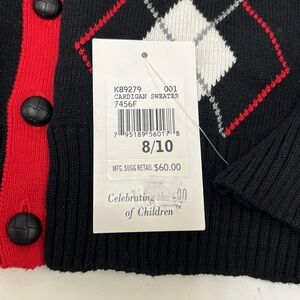 K89279 001
CARDIGAN SWEATER
7456F
7 95189 56017 8
8/10
MFG. SUGG RETAIL $60.00
Celebrating the
of Children™